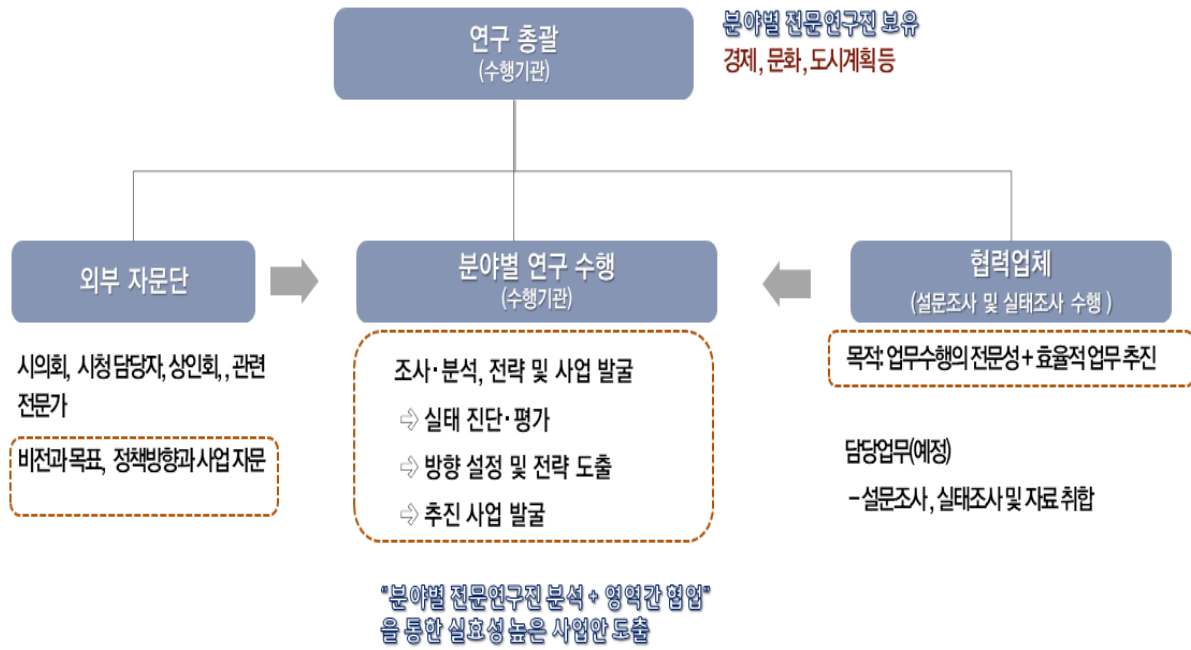 연구 총괄
(수행기관)
분야별 전문연구진 보유
경제, 문화, 도시계획 등
외부 자문단
시의회, 시청 담당자, 상인회, , 관련
전문가
비전과 목표, 정책방향과 사업 자문
분야별 연구 수행
(수행기관)
조사·분석, 전략 및 사업 발굴
⇨ 실태 진단·평가
⇨ 방향 설정 및 전략 도출
⇨ 추진 사업 발굴
"분야별 전문연구진 분석 + 영역간 협업"
을 통한 실효성 높은 사업안 도출
협력업체
(설문조사 및 실태조사 수행 )
목적: 업무수행의 전문성 + 효율적 업무 추진
담당업무(예정)
– 설문조사 , 실태조사 및 자료 취합